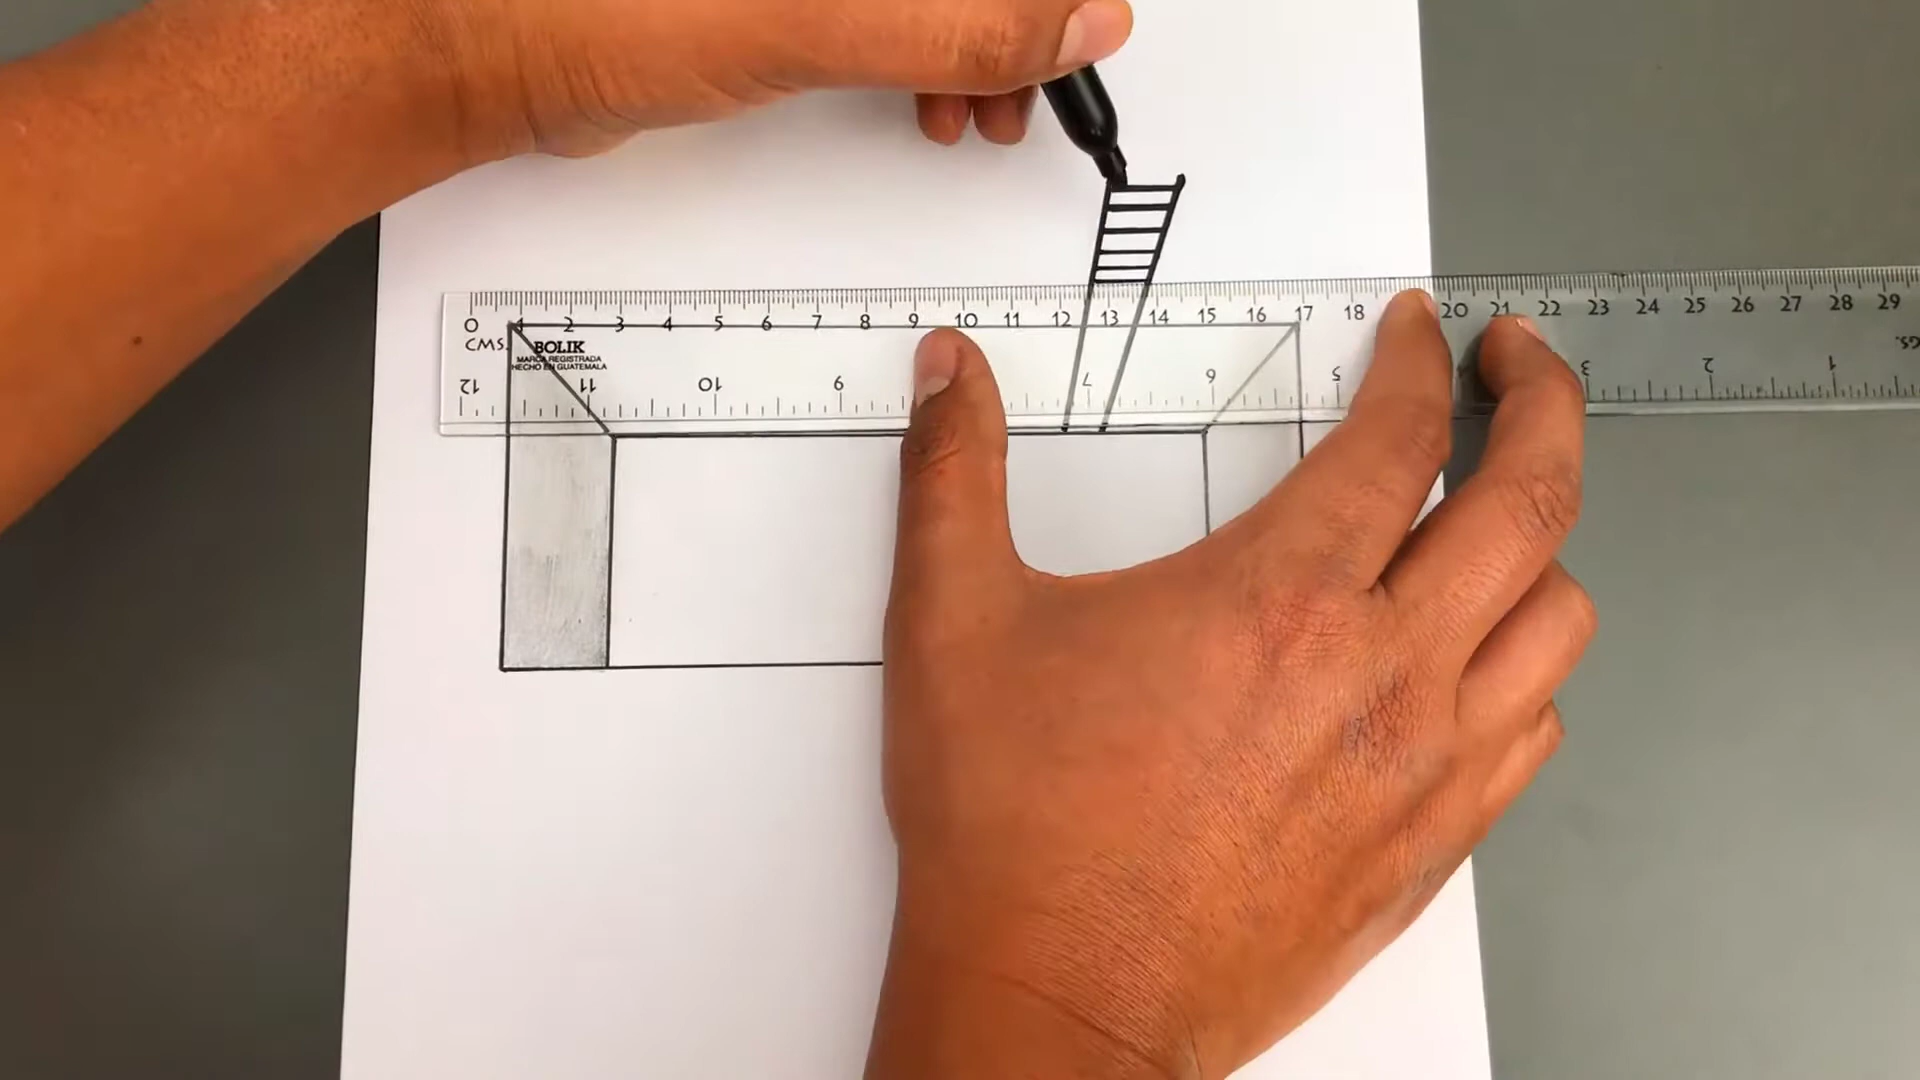 0 1 2 3 4 5 6 7 8 9 10 11 12 13 14 15 16 17 18 20 21 22 23 24 25 26 27 28 29
CMS.
BOLIK
MARCA REGISTRADA
HECHO EN GUATEMALA
12 11 10 9 7 6 5 3 2 1
GS.